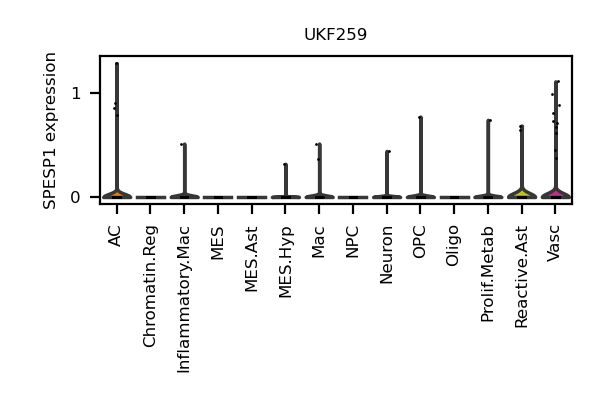 UKF259
SPESP1 expression
1
0
AC
Chromatin.Reg
Inflammatory.Mac
MES
MES.Ast
MES.Hyp
Mac
NPC
Neuron
OPC
Oligo
Prolif.Metab
Reactive.Ast
Vasc